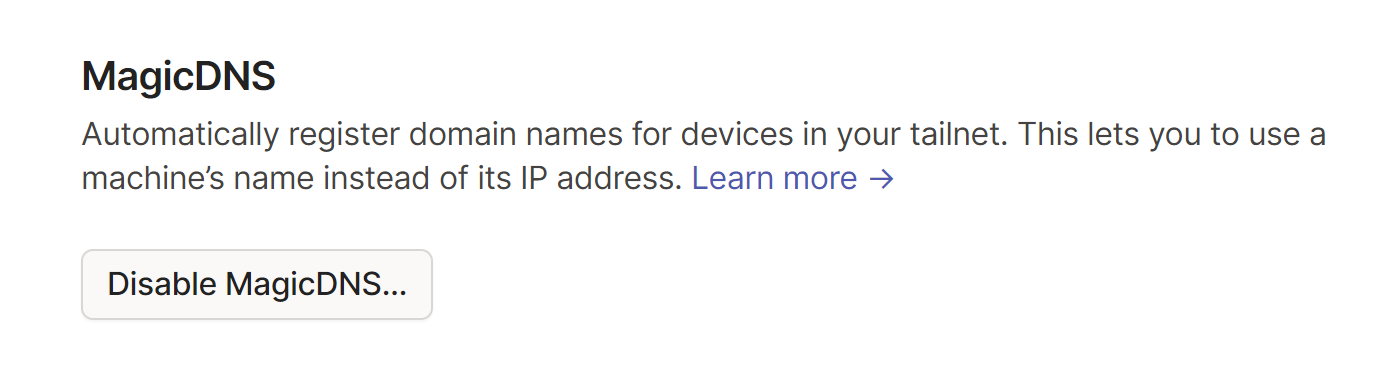 MagicDNS
Automatically register domain names for devices in your tailnet. This lets you to use a
machine’s name instead of its IP address. Learn more →
Disable MagicDNS...